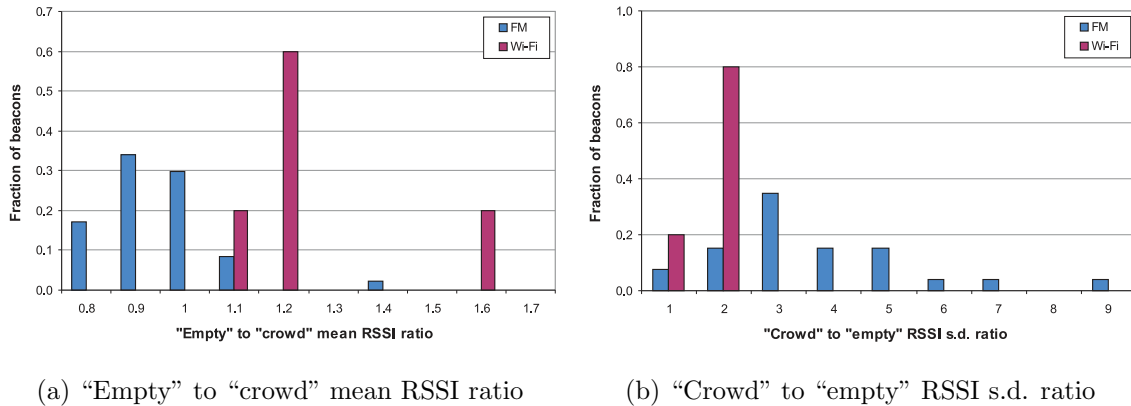 0.7
0.6
0.5
0.4
0.3
0.2
0.1
0.0
Fraction of beacons
FM
Wi-Fi
0.8 0.9 1 1.1 1.2 1.3 1.4 1.5 1.6 1.7
"Empty" to "crowd" mean RSSI ratio
(a) “Empty” to “crowd” mean RSSI ratio
1.0
0.8
0.6
0.4
0.2
0.0
Fraction of beacons
FM
Wi-Fi
1 2 3 4 5 6 7 8 9
"Crowd" to "empty" RSSI s.d. ratio
(b) “Crowd” to “empty” RSSI s.d. ratio